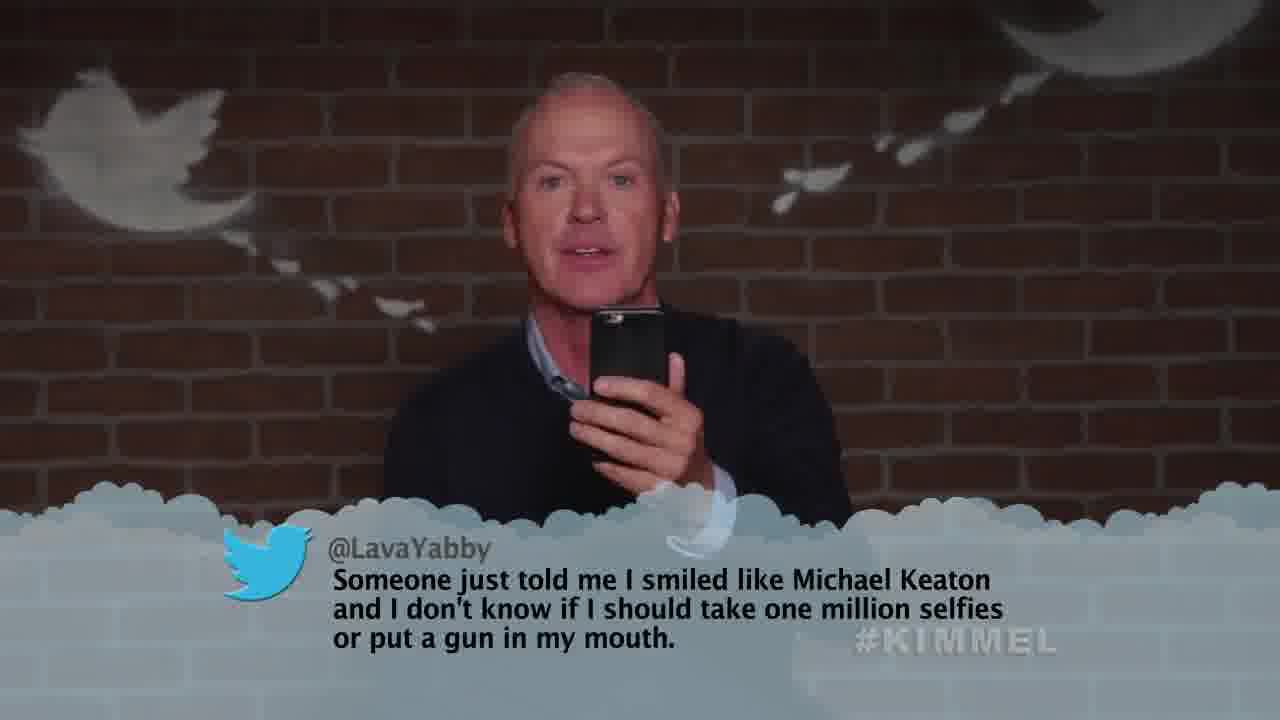 @LavaYabby
Someone just told me I smiled like Michael Keaton
and I don't know if I should take one million selfies
or put a gun in my mouth.
#KIMMEL